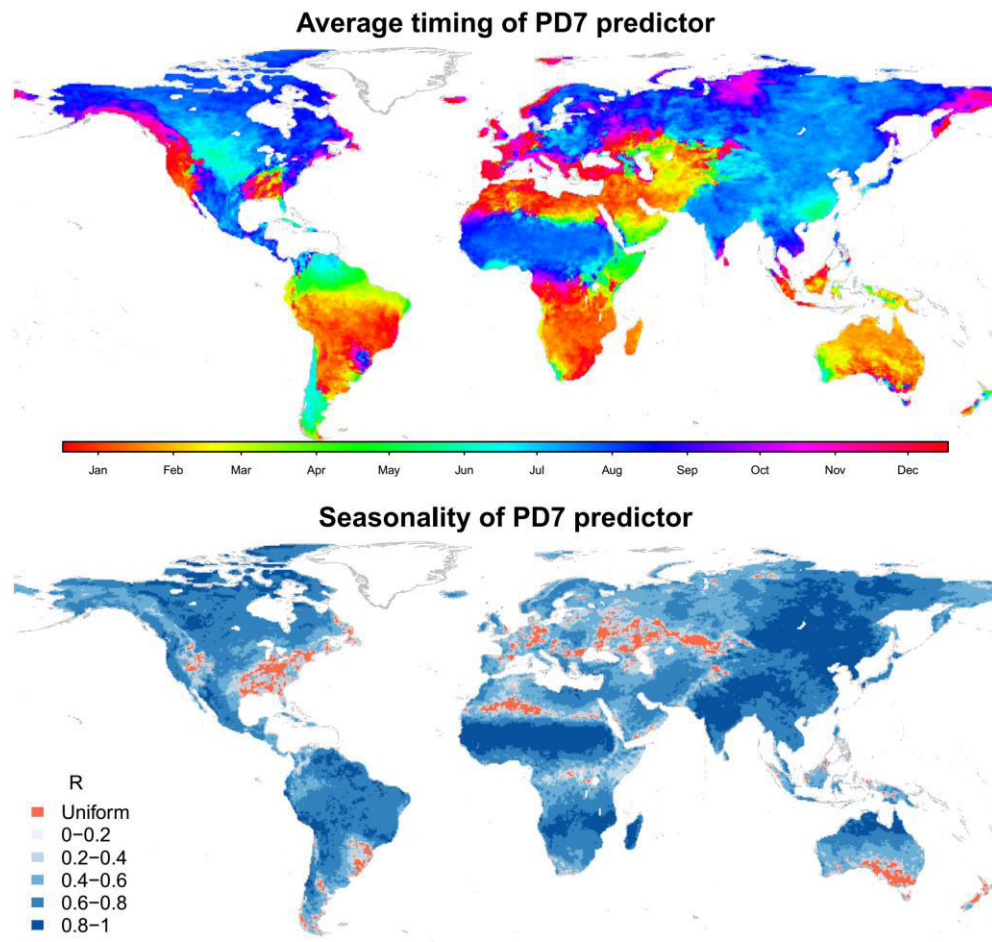 Average timing of PD7 predictor
Jan Feb Mar Apr May Jun Jul Aug Sep Oct Nov Dec
Seasonality of PD7 predictor
R
Uniform
0−0.2
0.2−0.4
0.4−0.6
0.6−0.8
0.8−1